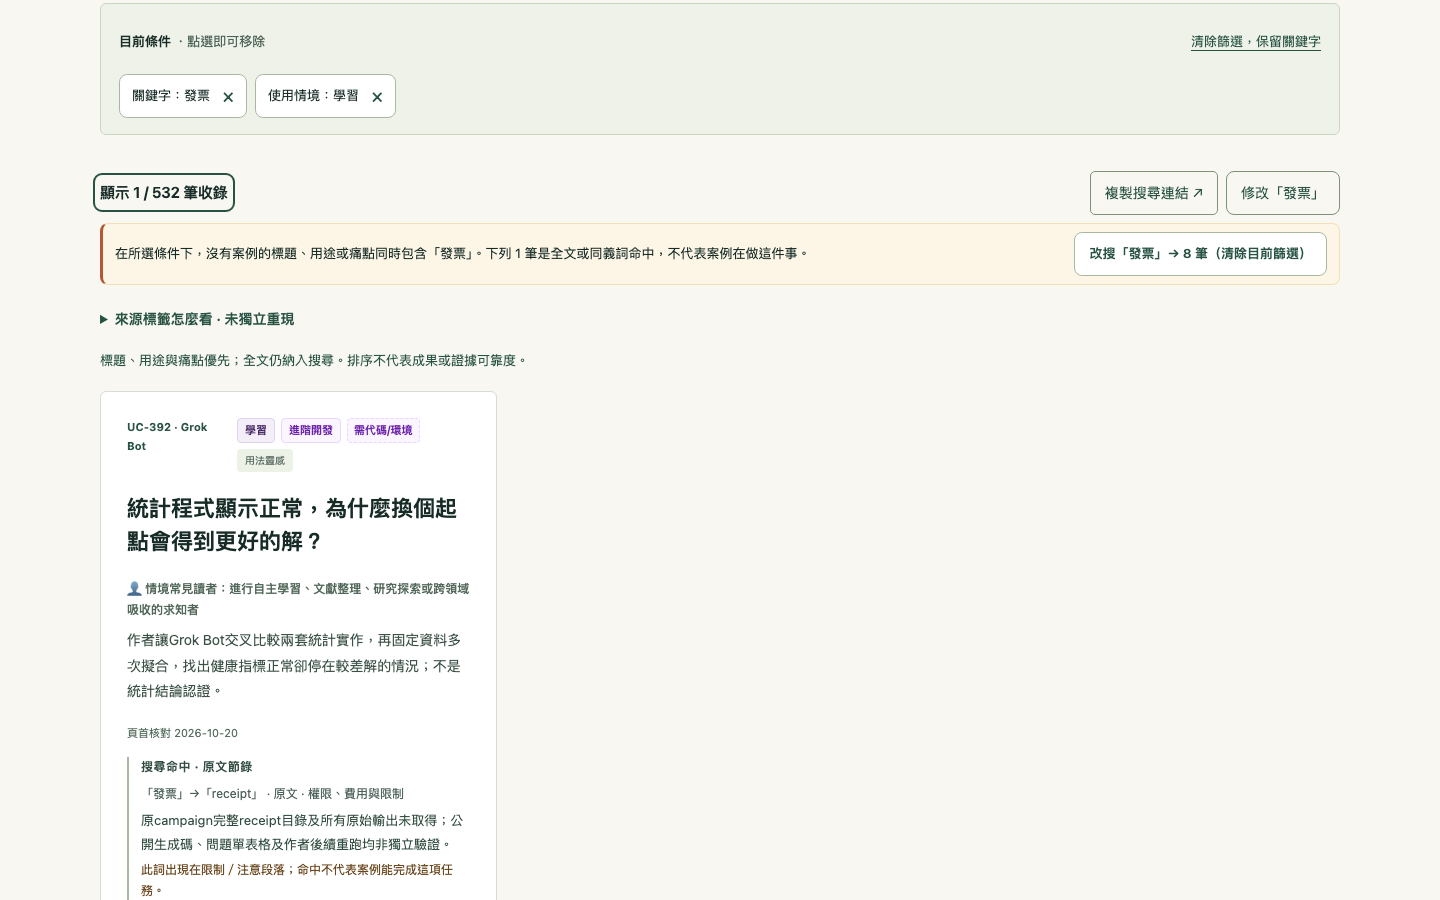 目前條件 · 點選即可移除
清除篩選，保留關鍵字
關鍵字：發票 ×
使用情境：學習 ×
顯示 1 / 532 筆收錄
複製搜尋連結 ↗
修改「發票」
在所選條件下，沒有案例的標題、用途或痛點同時包含「發票」。下列 1 筆是全文或同義詞命中，不代表案例在做這件事。
改搜「發票」→ 8 筆（清除目前篩選）
▶ 來源標籤怎麼看 · 未獨立重現
標題、用途與痛點優先；全文仍納入搜尋。排序不代表成果或證據可靠度。
UC-392 · Grok
Bot
學習
進階開發
需代碼/環境
用法靈感
統計程式顯示正常，為什麼換個起
點會得到更好的解？
👤 情境常見讀者：進行自主學習、文獻整理、研究探索或跨領域
吸收的求知者
作者讓Grok Bot交叉比較兩套統計實作，再固定資料多
次擬合，找出健康指標正常卻停在較差解的情況；不是
統計結論認證。
頁首核對 2026-10-20
搜尋命中 · 原文節錄
「發票」→「receipt」 · 原文 · 權限、費用與限制
原campaign完整receipt目錄及所有原始輸出未取得；公
開生成碼、問題單表格及作者後續重跑均非獨立驗證。
此詞出現在限制 / 注意段落；命中不代表案例能完成這項任
務。